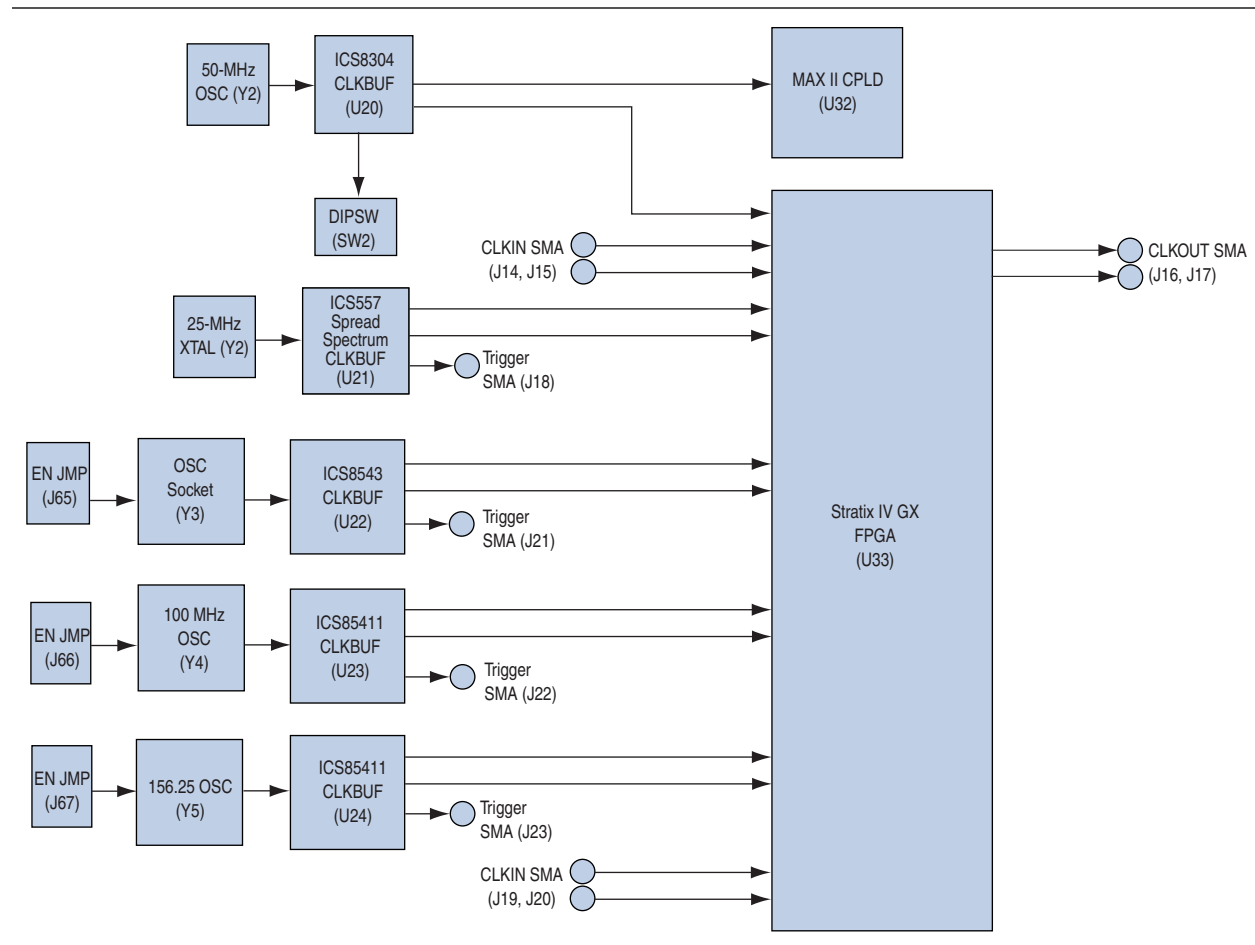 50-MHz
OSC (Y2)
ICS8304
CLKBUF
(U20)
MAX II CPLD
(U32)
DIPSW
(SW2)
CLKIN SMA
(J14, J15)
CLKOUT SMA
(J16, J17)
25-MHz
XTAL (Y2)
ICS557
Spread
Spectrum
CLKBUF
(U21)
Trigger
SMA (J18)
EN JMP
(J65)
OSC
Socket
(Y3)
ICS8543
CLKBUF
(U22)
Trigger
SMA (J21)
Stratix IV GX
FPGA
(U33)
EN JMP
(J66)
100 MHz
OSC
(Y4)
ICS85411
CLKBUF
(U23)
Trigger
SMA (J22)
EN JMP
(J67)
156.25 OSC
(Y5)
ICS85411
CLKBUF
(U24)
Trigger
SMA (J23)
CLKIN SMA
(J19, J20)